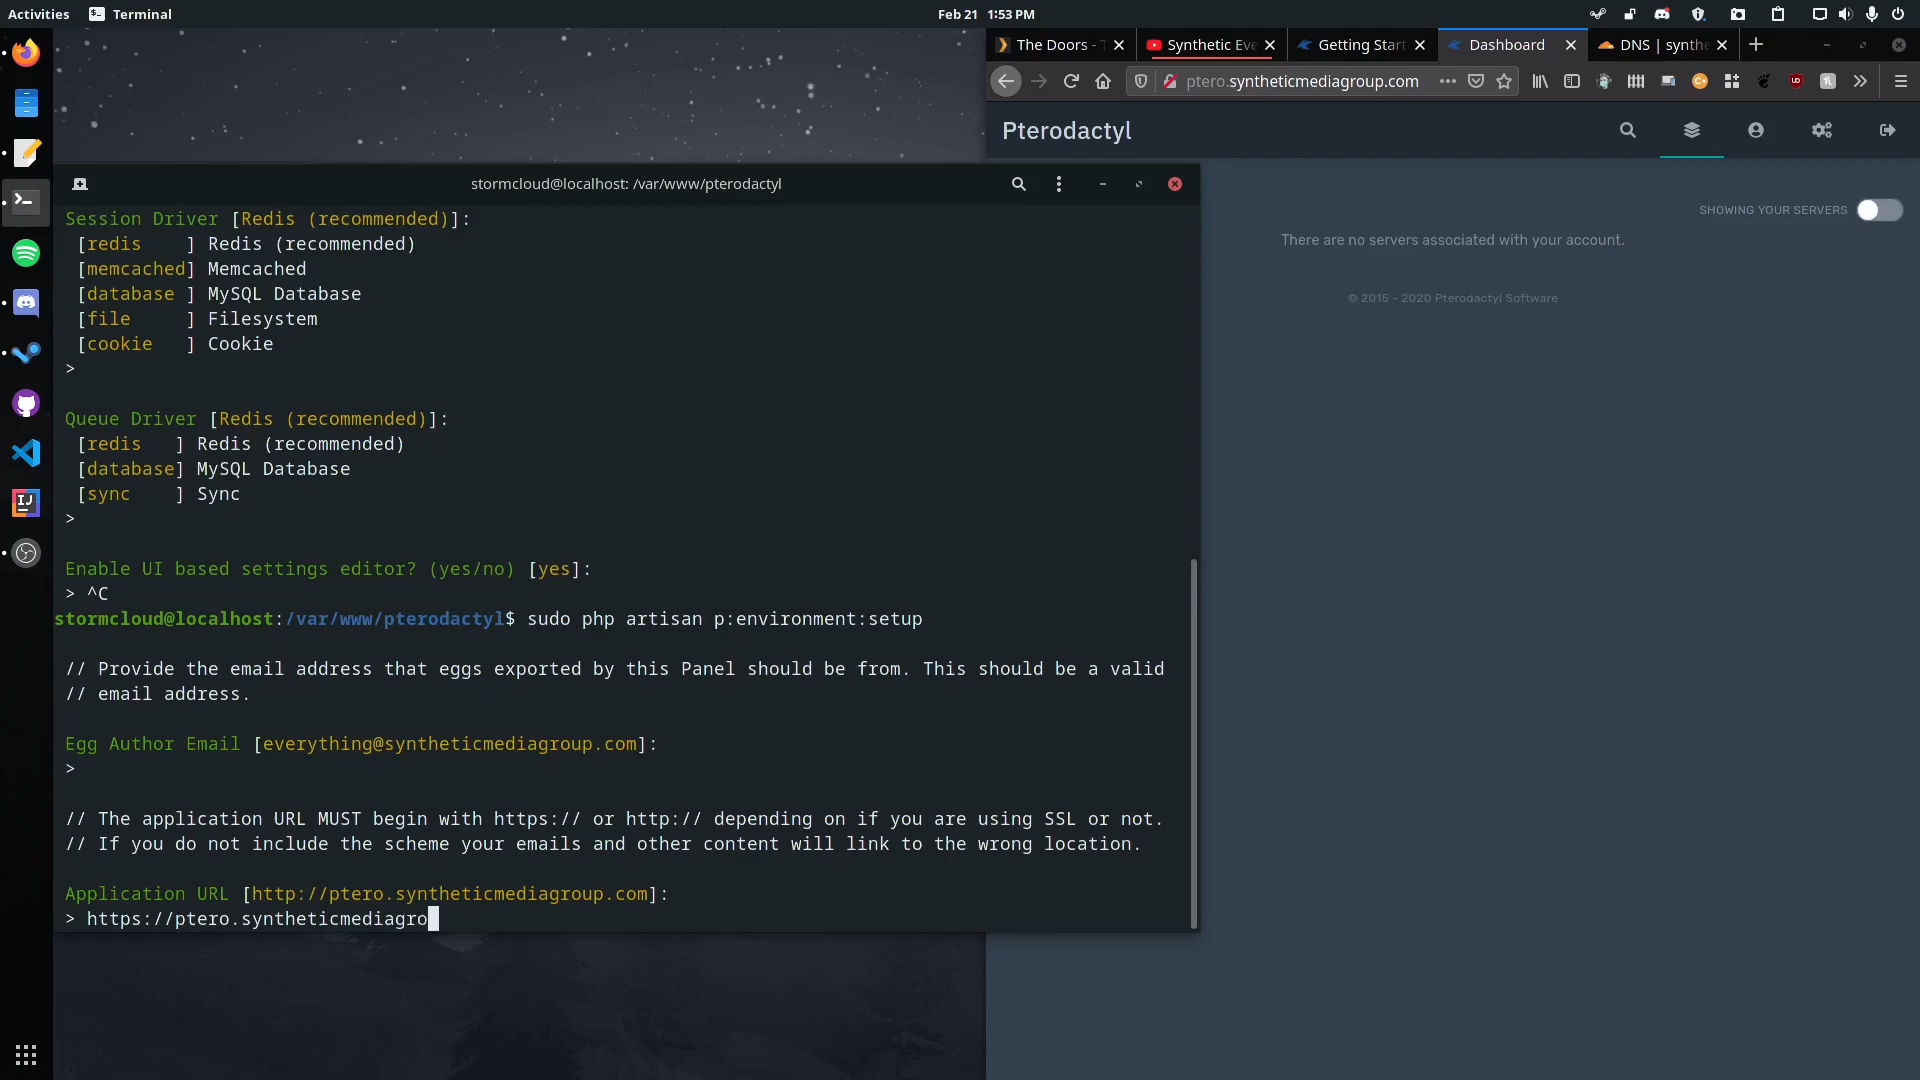 Activities
Terminal
Feb 21 1:53 PM
The Doors - T
Synthetic Eve
Getting Start
Dashboard
DNS | synthe
ptero.syntheticmediagroup.com
Pterodactyl
SHOWING YOUR SERVERS
There are no servers associated with your account.
© 2015 - 2020 Pterodactyl Software
stormcloud@localhost: /var/www/pterodactyl
Session Driver [Redis (recommended)]:
[redis    ] Redis (recommended)
[memcached] Memcached
[database ] MySQL Database
[file     ] Filesystem
[cookie   ] Cookie
>
Queue Driver [Redis (recommended)]:
[redis   ] Redis (recommended)
[database] MySQL Database
[sync    ] Sync
>
Enable UI based settings editor? (yes/no) [yes]:
> ^C
stormcloud@localhost:/var/www/pterodactyl$ sudo php artisan p:environment:setup
// Provide the email address that eggs exported by this Panel should be from. This should be a valid
// email address.
Egg Author Email [everything@syntheticmediagroup.com]:
>
// The application URL MUST begin with https:// or http:// depending on if you are using SSL or not.
// If you do not include the scheme your emails and other content will link to the wrong location.
Application URL [http://ptero.syntheticmediagroup.com]:
> https://ptero.syntheticmediagro